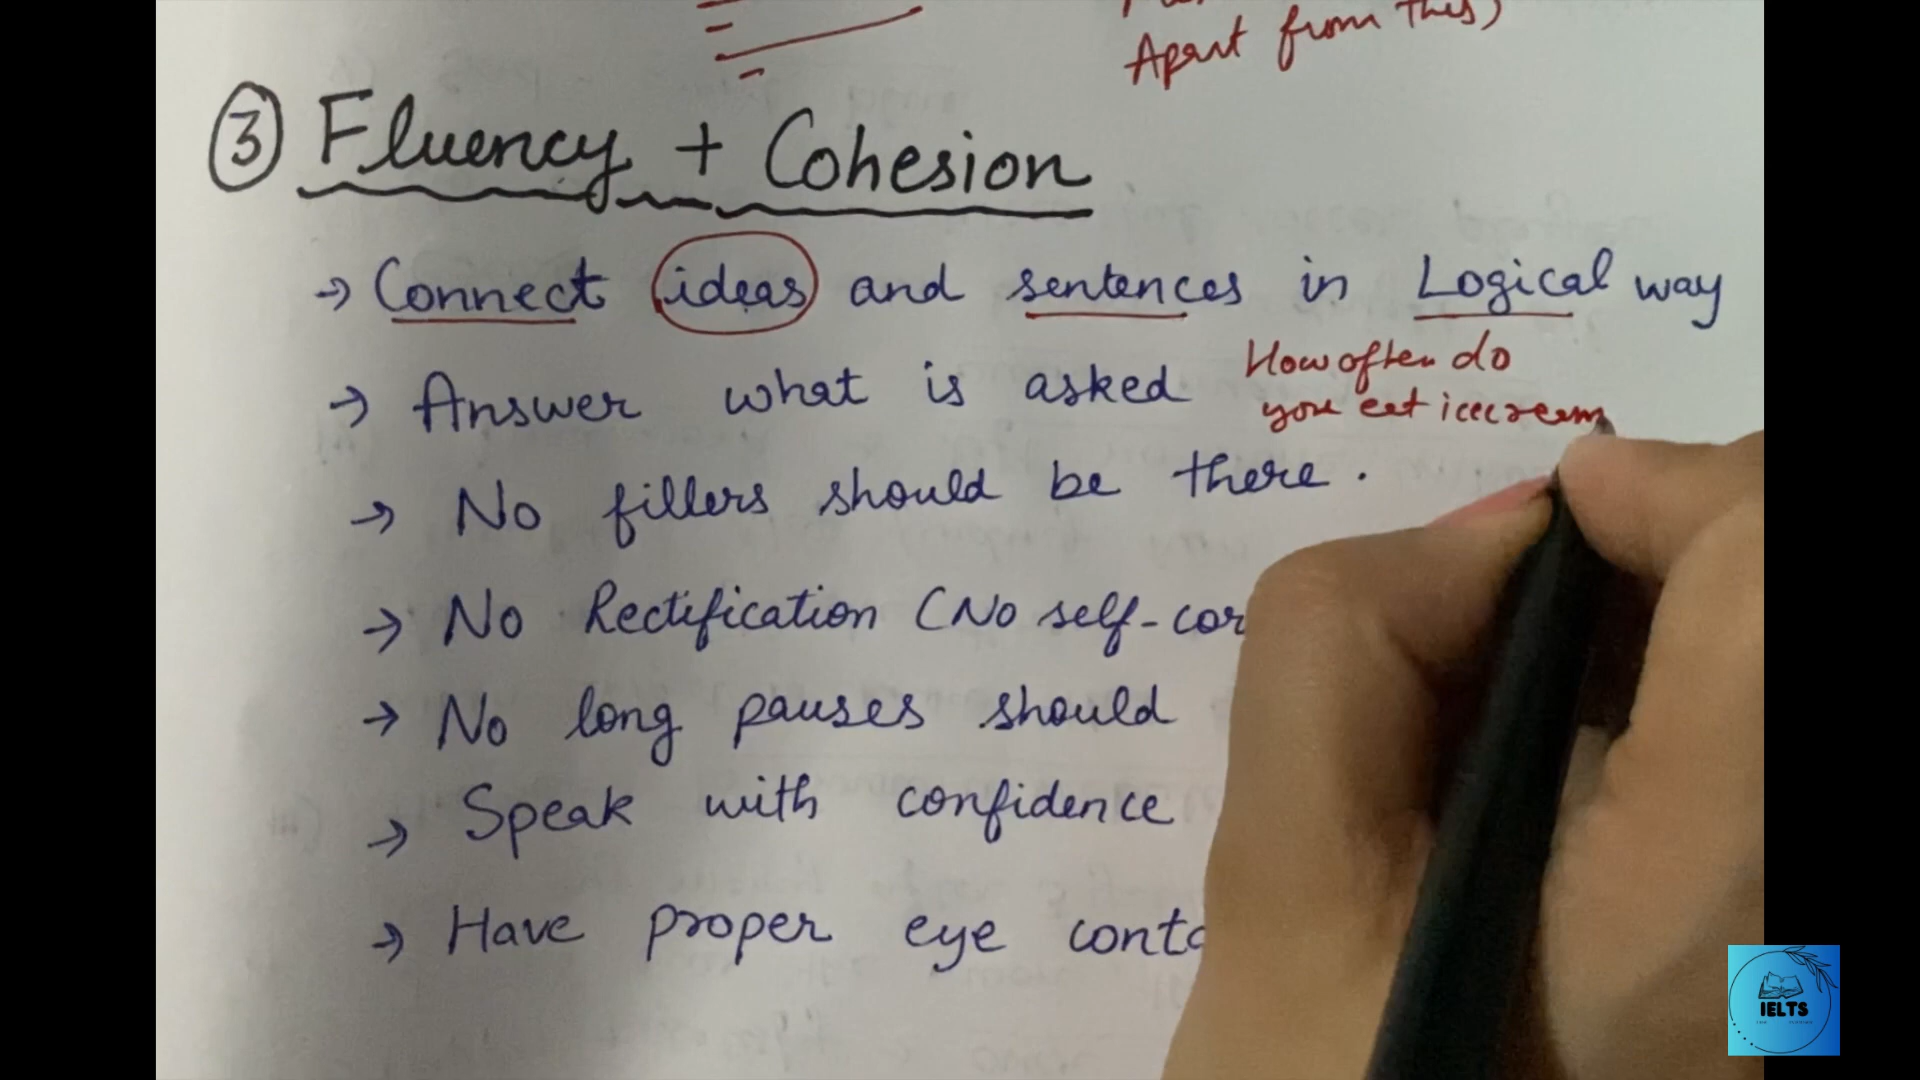 Apart from This)
③ Fluency + Cohesion
→ Connect ideas and sentences in Logical way
→ Answer what is asked
How often do
you eat icecream
→ No fillers should be there.
→ No Rectification (No self-cor
→ No long pauses should
→ Speak with confidence
→ Have proper eye conta
IELTS